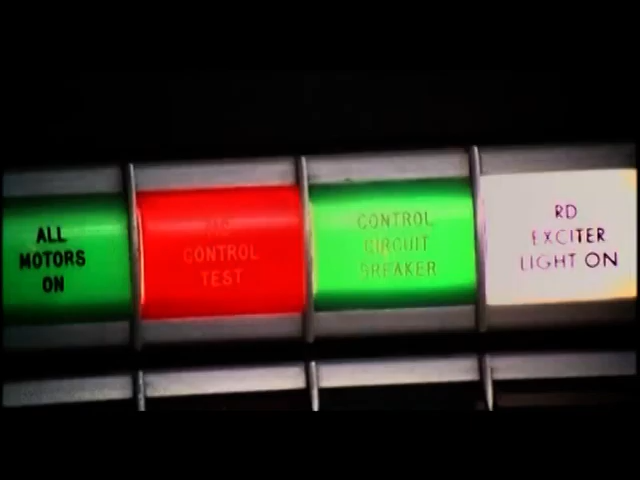 ALL
MOTORS
ON
CONTROL
TEST
CONTROL
CIRCUIT
BREAKER
RD
EXCITER
LIGHT ON